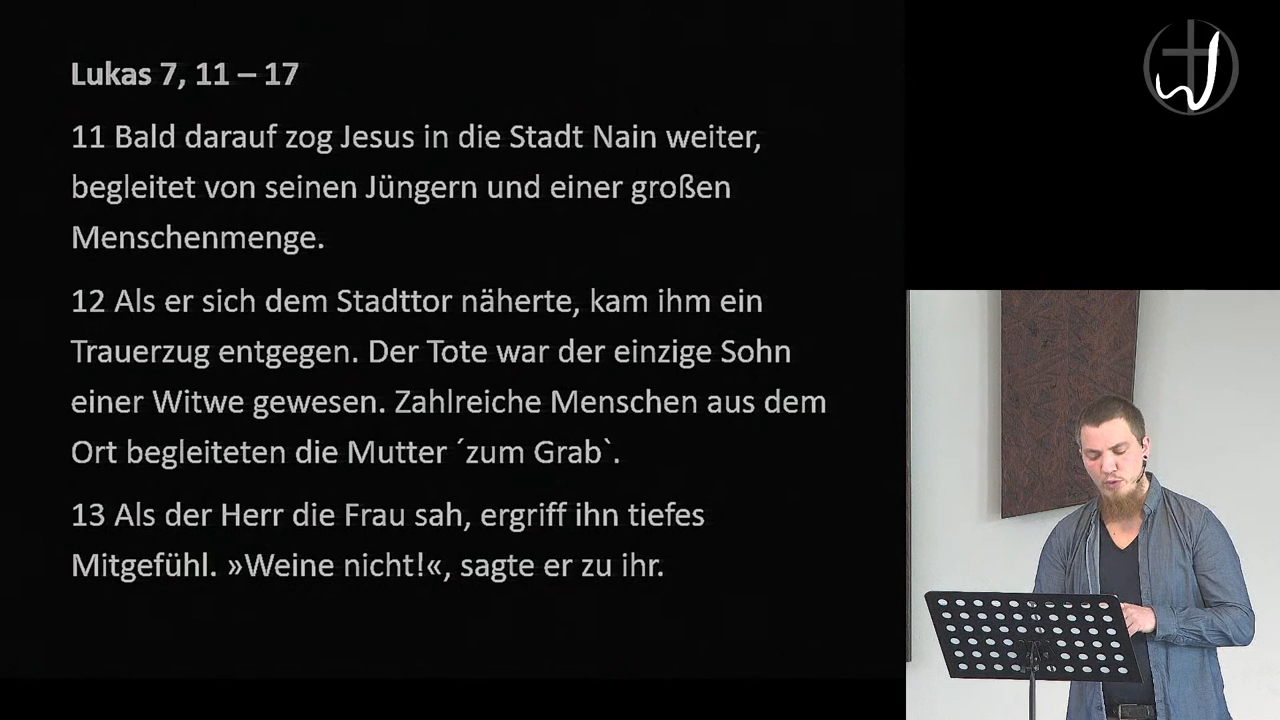 Lukas 7, 11 – 17
11 Bald darauf zog Jesus in die Stadt Nain weiter,
begleitet von seinen Jüngern und einer großen
Menschenmenge.
12 Als er sich dem Stadttor näherte, kam ihm ein
Trauerzug entgegen. Der Tote war der einzige Sohn
einer Witwe gewesen. Zahlreiche Menschen aus dem
Ort begleiteten die Mutter ´zum Grab`.
13 Als der Herr die Frau sah, ergriff ihn tiefes
Mitgefühl. »Weine nicht!«, sagte er zu ihr.